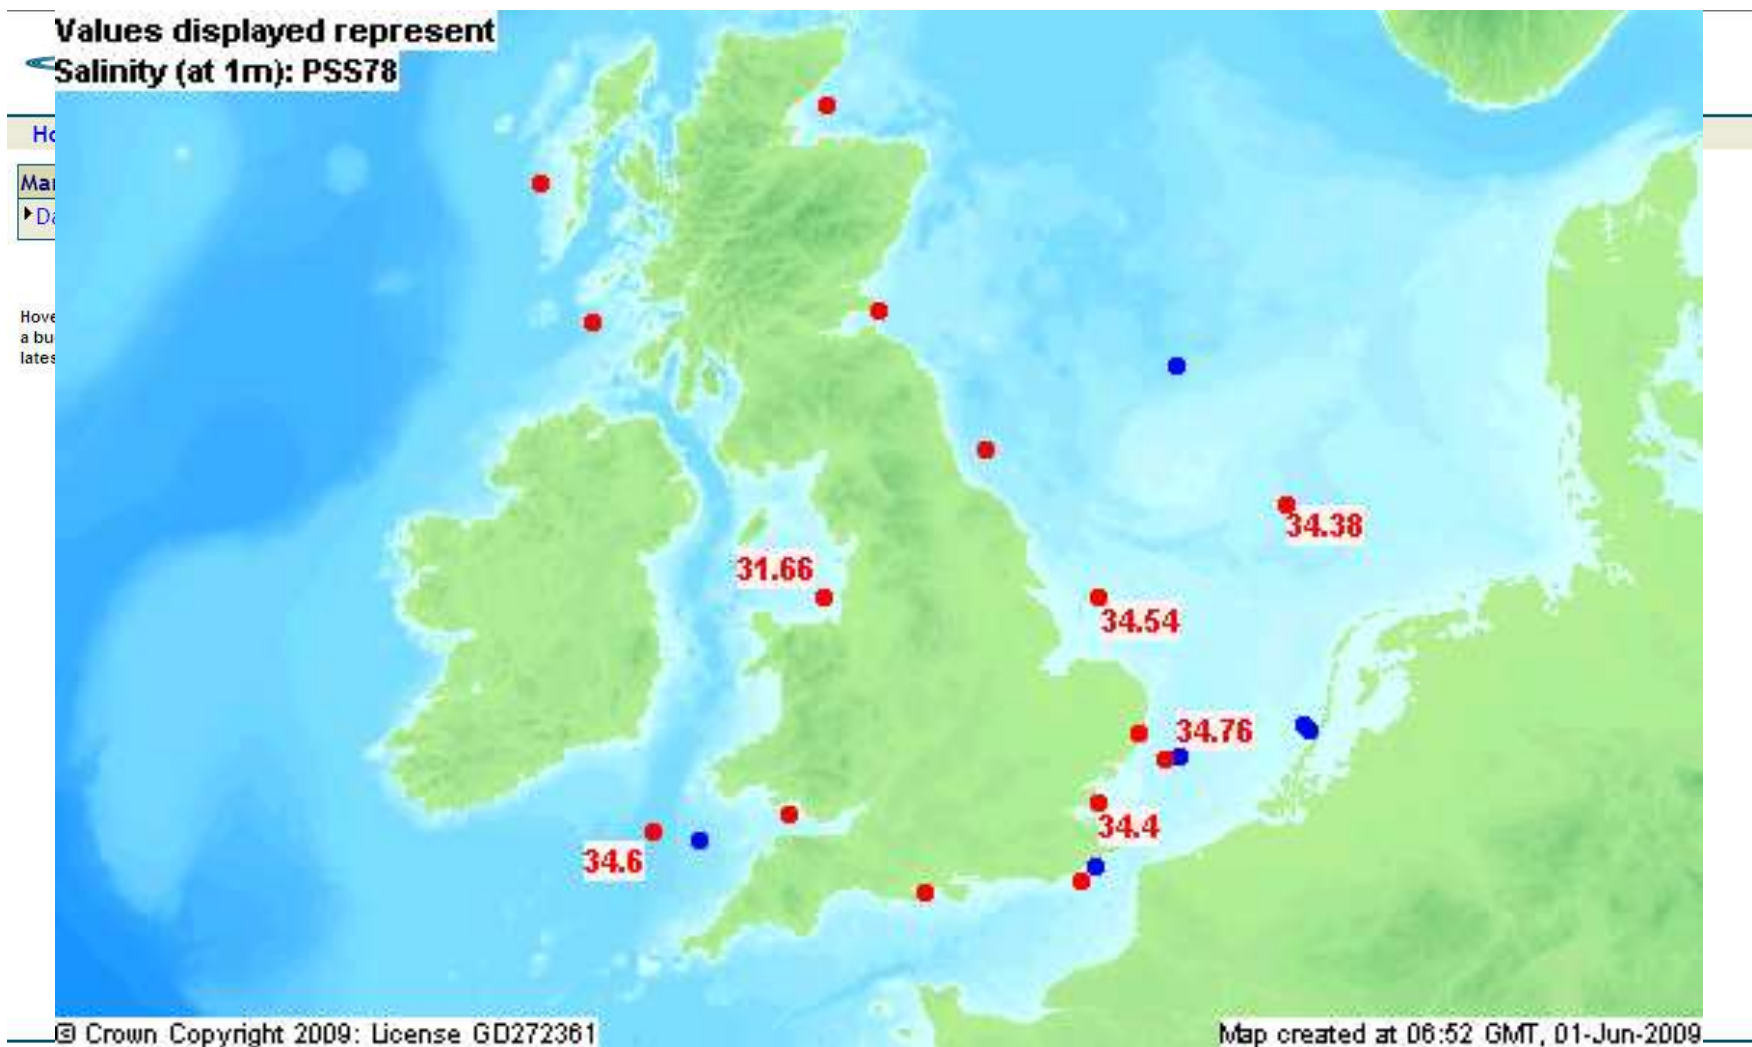 Values displayed represent
Salinity (at 1m): PSS78
34.38
31.66
34.54
34.76
34.4
34.6
© Crown Copyright 2009: License GD272361
Map created at 06:52 GMT, 01-Jun-2009